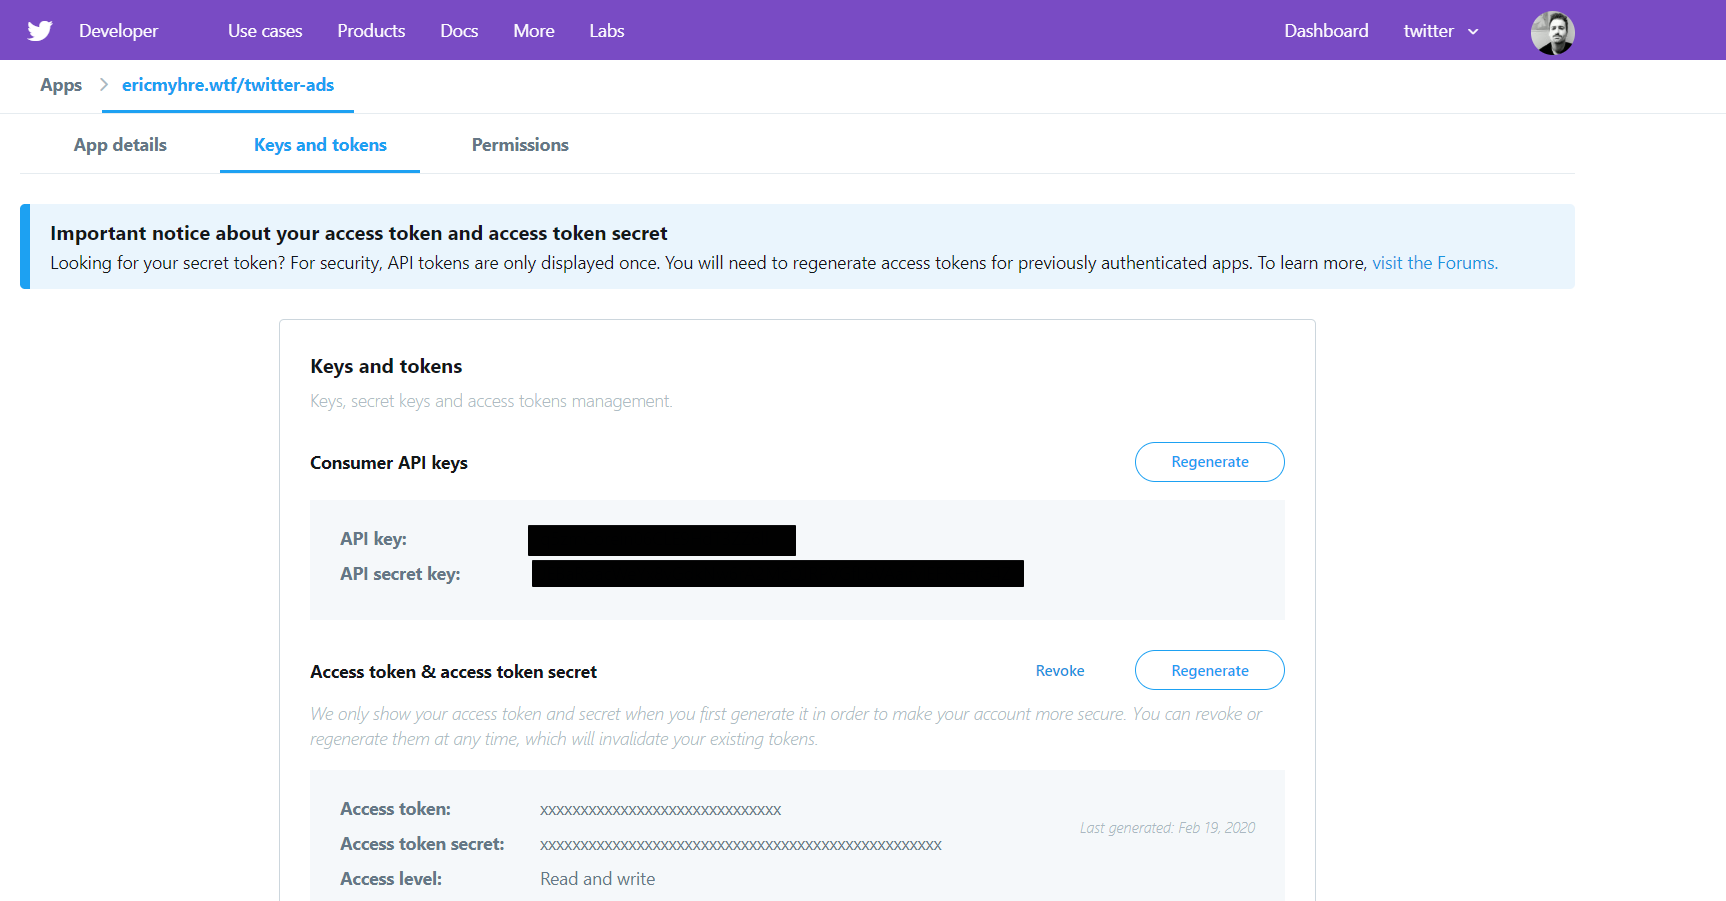 Developer Use cases Products Docs More Labs Dashboard twitter
Apps ericmyhre.wtf/twitter-ads
App details Keys and tokens Permissions
Important notice about your access token and access token secret
Looking for your secret token? For security, API tokens are only displayed once. You will need to regenerate access tokens for previously authenticated apps. To learn more, visit the Forums.
Keys and tokens
Keys, secret keys and access tokens management.
Consumer API keys Regenerate
API key:
API secret key:
Access token & access token secret Revoke Regenerate
We only show your access token and secret when you first generate it in order to make your account more secure. You can revoke or
regenerate them at any time, which will invalidate your existing tokens.
Access token: xxxxxxxxxxxxxxxxxxxxxxxxxxxxxx
Last generated: Feb 19, 2020
Access token secret: xxxxxxxxxxxxxxxxxxxxxxxxxxxxxxxxxxxxxxxxxxxxxxxxxx
Access level: Read and write